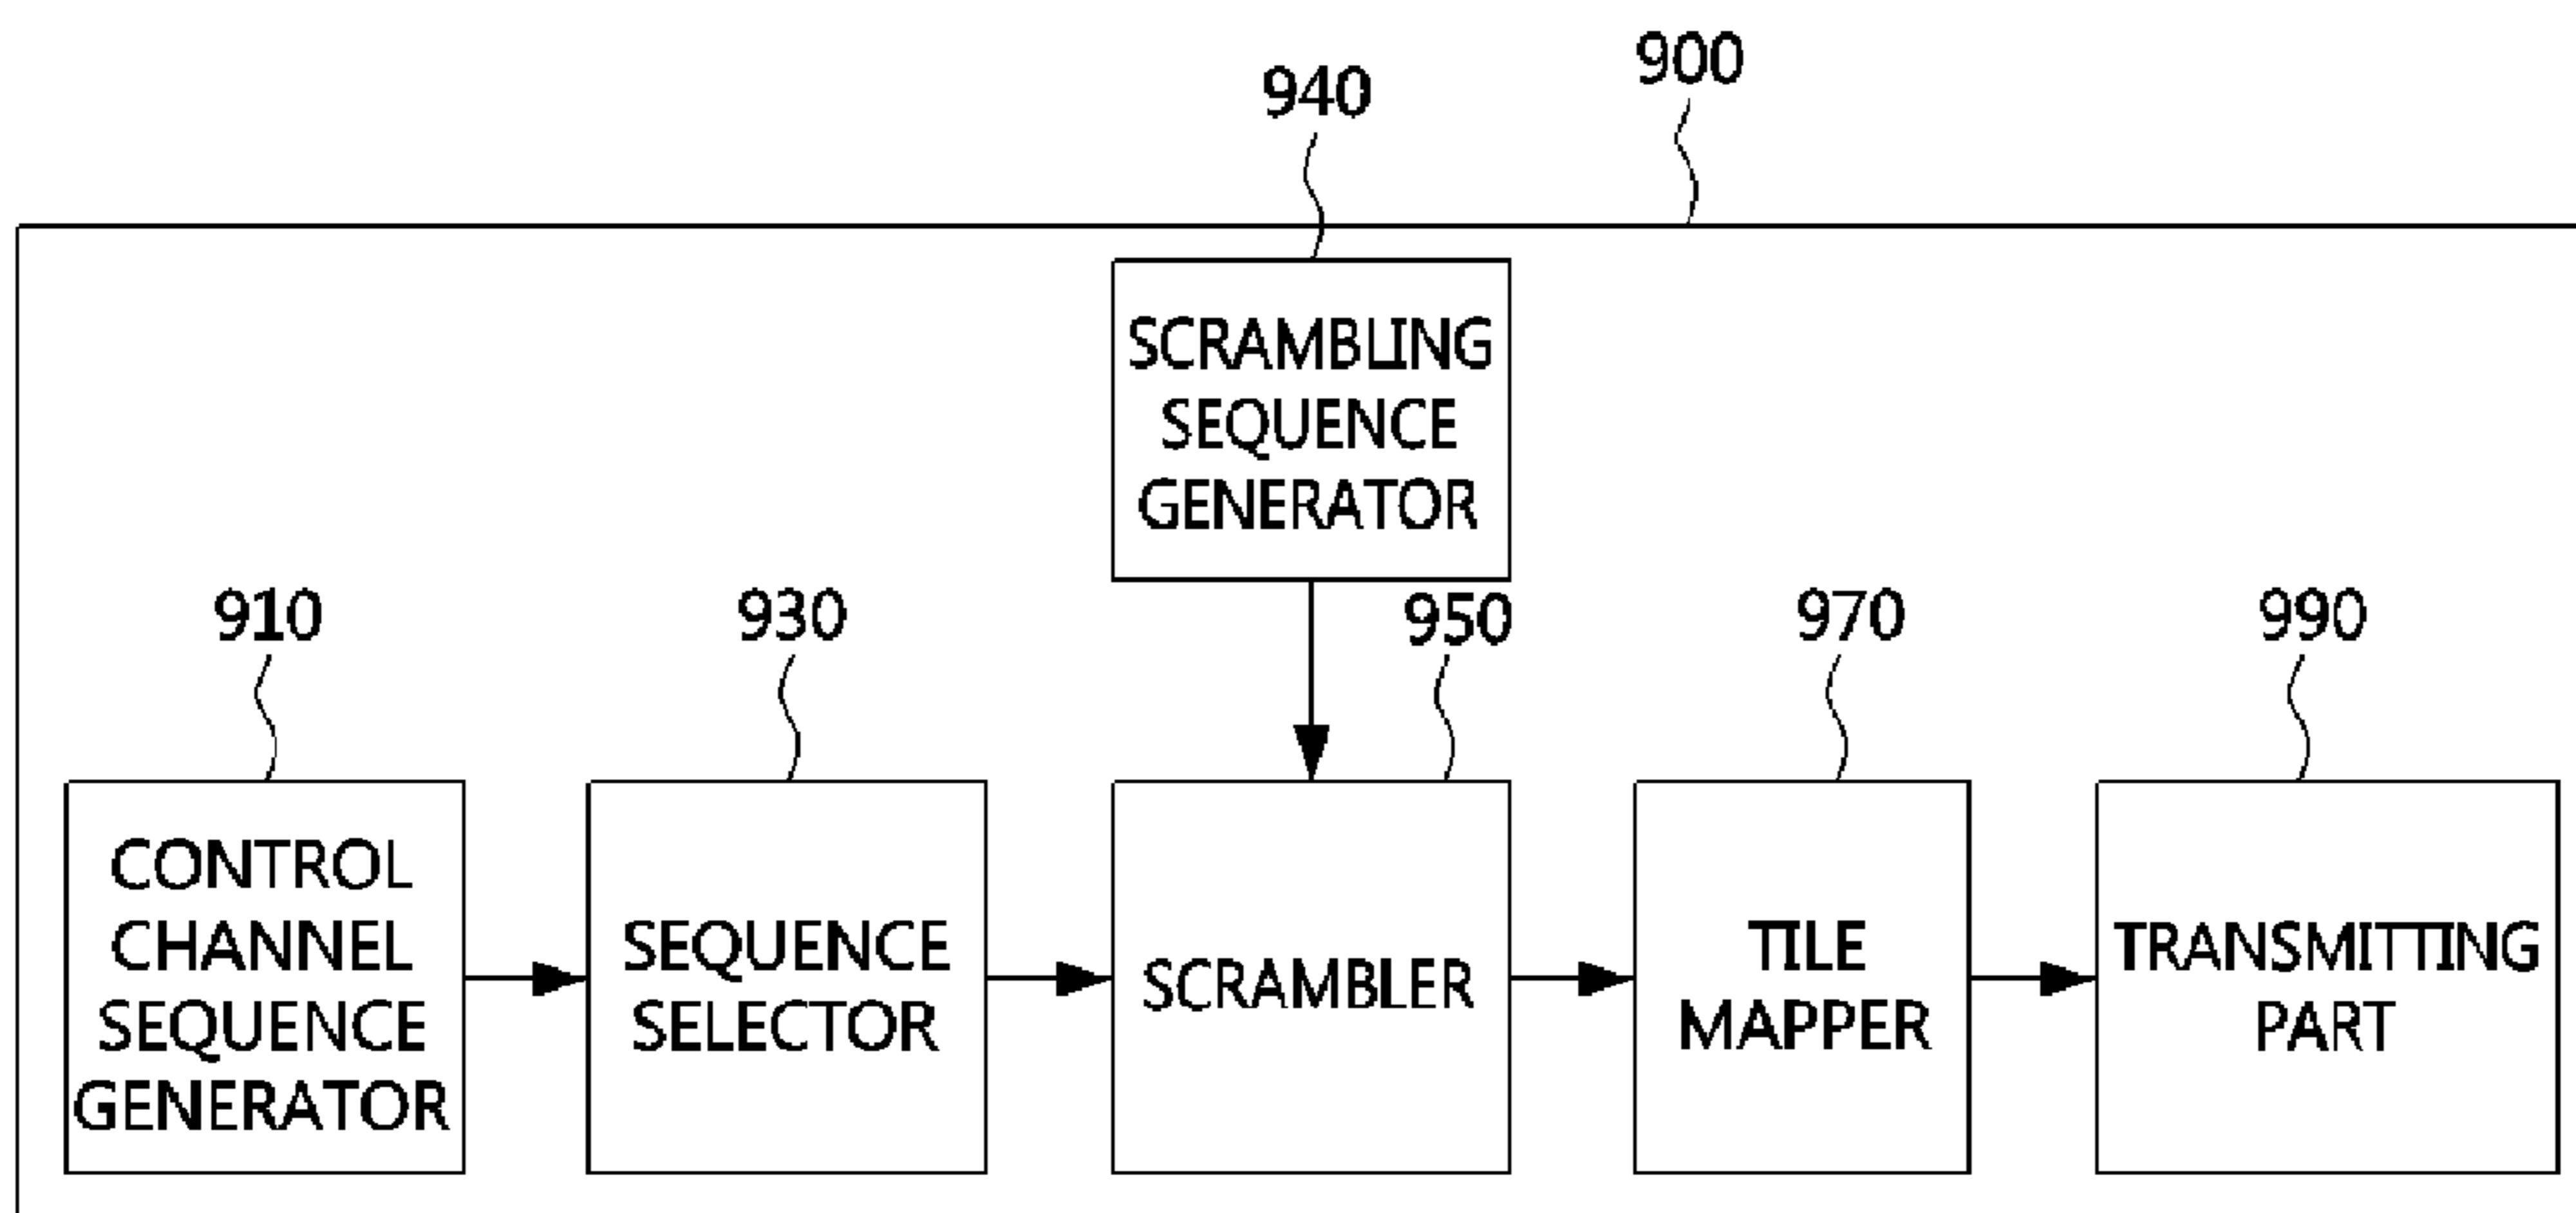 900
940
SCRAMBLING
SEQUENCE
GENERATOR
910
930
950
970
990
CONTROL
CHANNEL
SEQUENCE
GENERATOR
SEQUENCE
SELECTOR
SCRAMBLER
TILE
MAPPER
TRANSMITTING
PART